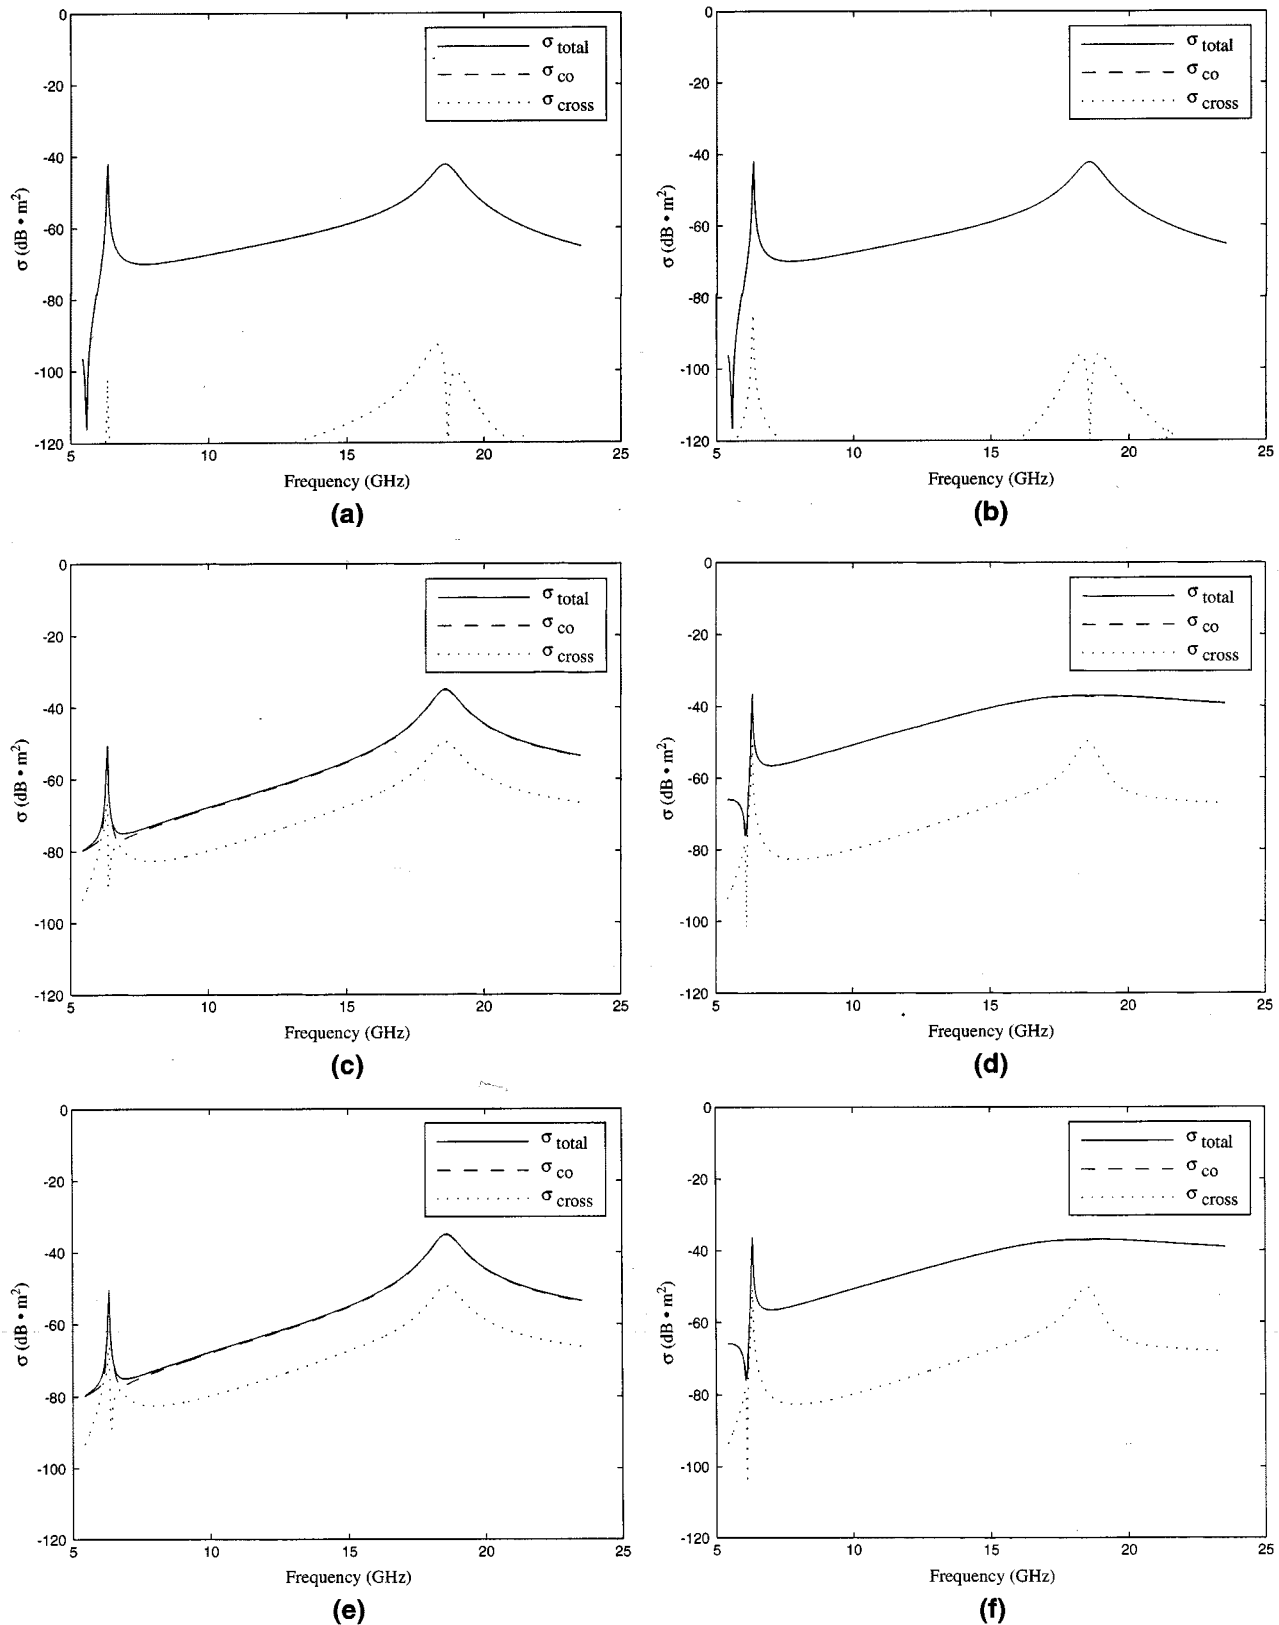 0
-20
-40
-60
-80
-100
-120
σ (dB • m²)
σ total
σ co
σ cross
5
10
15
20
25
Frequency (GHz)
(a)
0
-20
-40
-60
-80
-100
-120
σ (dB • m²)
σ total
σ co
σ cross
5
10
15
20
25
Frequency (GHz)
(b)
0
-20
-40
-60
-80
-100
-120
σ (dB • m²)
σ total
σ co
σ cross
5
10
15
20
25
Frequency (GHz)
(c)
0
-20
-40
-60
-80
-100
-120
σ (dB • m²)
σ total
σ co
σ cross
5
10
15
20
25
Frequency (GHz)
(d)
0
-20
-40
-60
-80
-100
-120
σ (dB • m²)
σ total
σ co
σ cross
5
10
15
20
25
Frequency (GHz)
(e)
0
-20
-40
-60
-80
-100
-120
σ (dB • m²)
σ total
σ co
σ cross
5
10
15
20
25
Frequency (GHz)
(f)